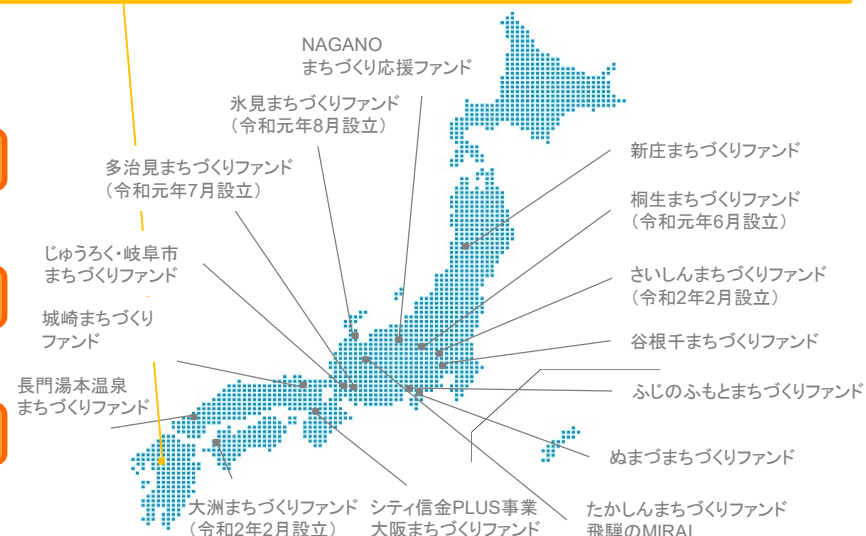 NAGANO
まちづくり応援ファンド
氷見まちづくりファンド
（令和元年8月設立）
多治見まちづくりファンド
（令和元年7月設立）
じゅうろく・岐阜市
まちづくりファンド
城崎まちづくり
ファンド
長門湯本温泉
まちづくりファンド
新庄まちづくりファンド
桐生まちづくりファンド
（令和元年6月設立）
さいしんまちづくりファンド
（令和2年2月設立）
谷根千まちづくりファンド
ふじのふもとまちづくりファンド
ぬまづまちづくりファンド
大洲まちづくりファンド
（令和2年2月設立）
シティ信金PLUS事業
大阪まちづくりファンド
たかしんまちづくりファンド
飛騨のMIRAI